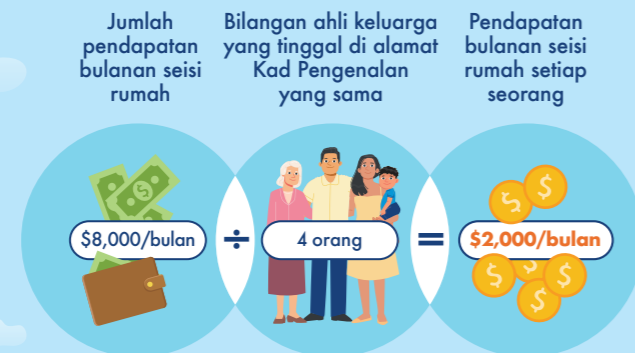 Jumlah
pendapatan
bulanan seisi
rumah
Bilangan ahli keluarga
yang tinggal di alamat
Kad Pengenalan
yang sama
Pendapatan
bulanan seisi
rumah setiap
seorang
$8,000/bulan
÷
4 orang
=
$2,000/bulan